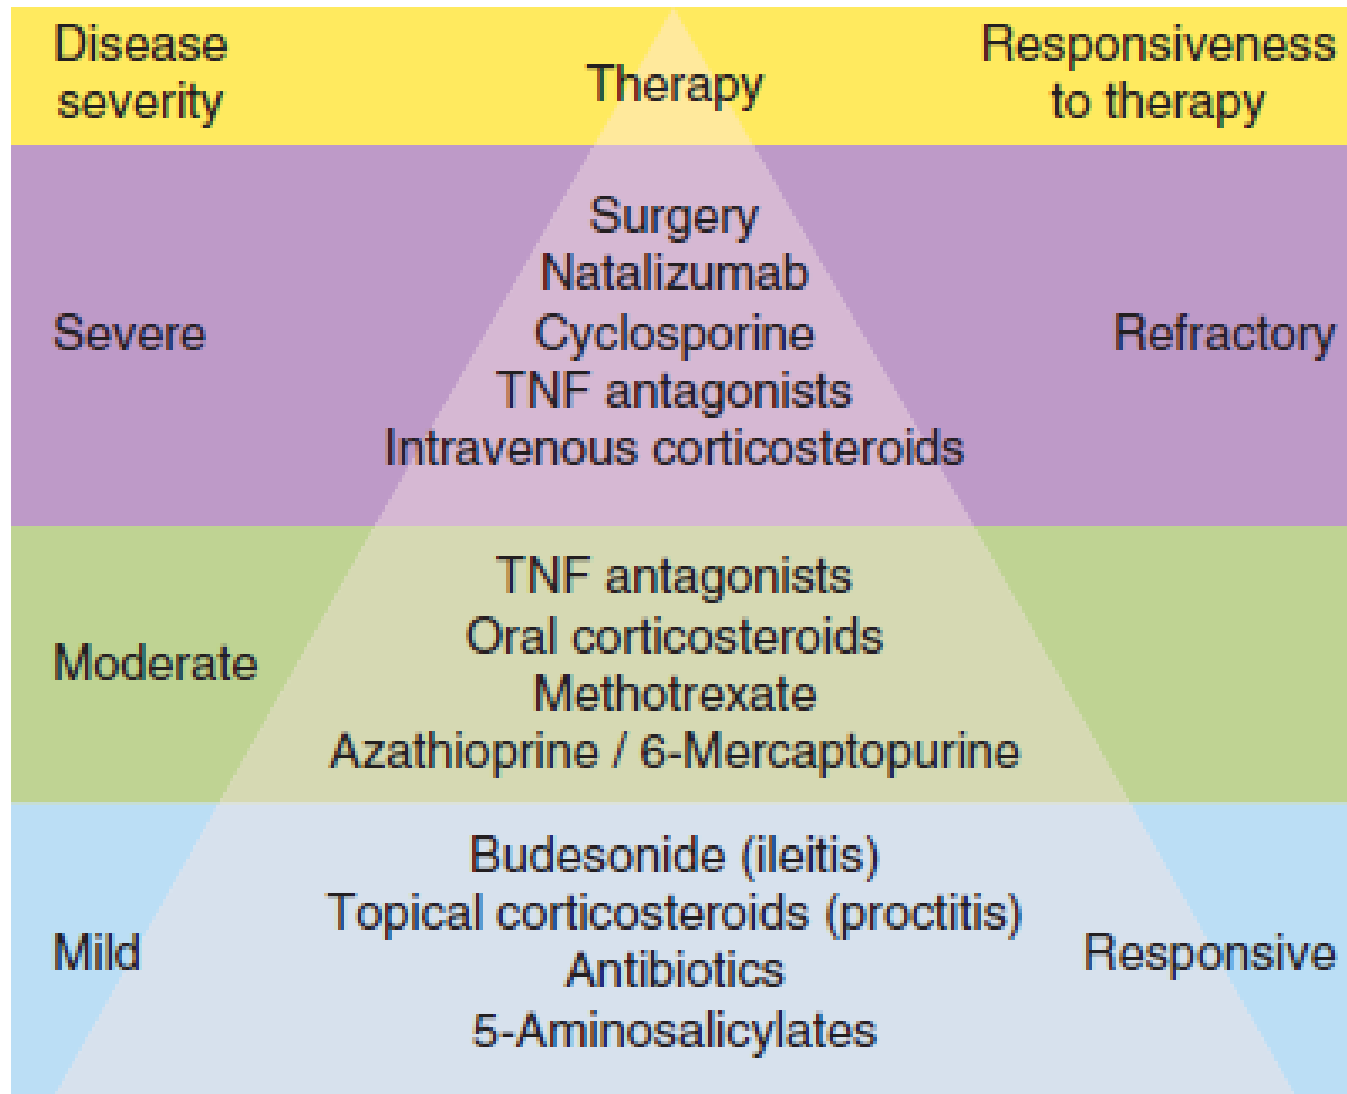 Disease
severity
Therapy
Responsiveness
to therapy
Severe
Surgery
Natalizumab
Cyclosporine
TNF antagonists
Intravenous corticosteroids
Refractory
Moderate
TNF antagonists
Oral corticosteroids
Methotrexate
Azathioprine / 6-Mercaptopurine
Mild
Budesonide (ileitis)
Topical corticosteroids (proctitis)
Antibiotics
5-Aminosalicylates
Responsive